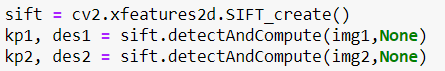 sift = cv2.xfeatures2d.SIFT_create()
kp1, des1 = sift.detectAndCompute(img1,None)
kp2, des2 = sift.detectAndCompute(img2,None)